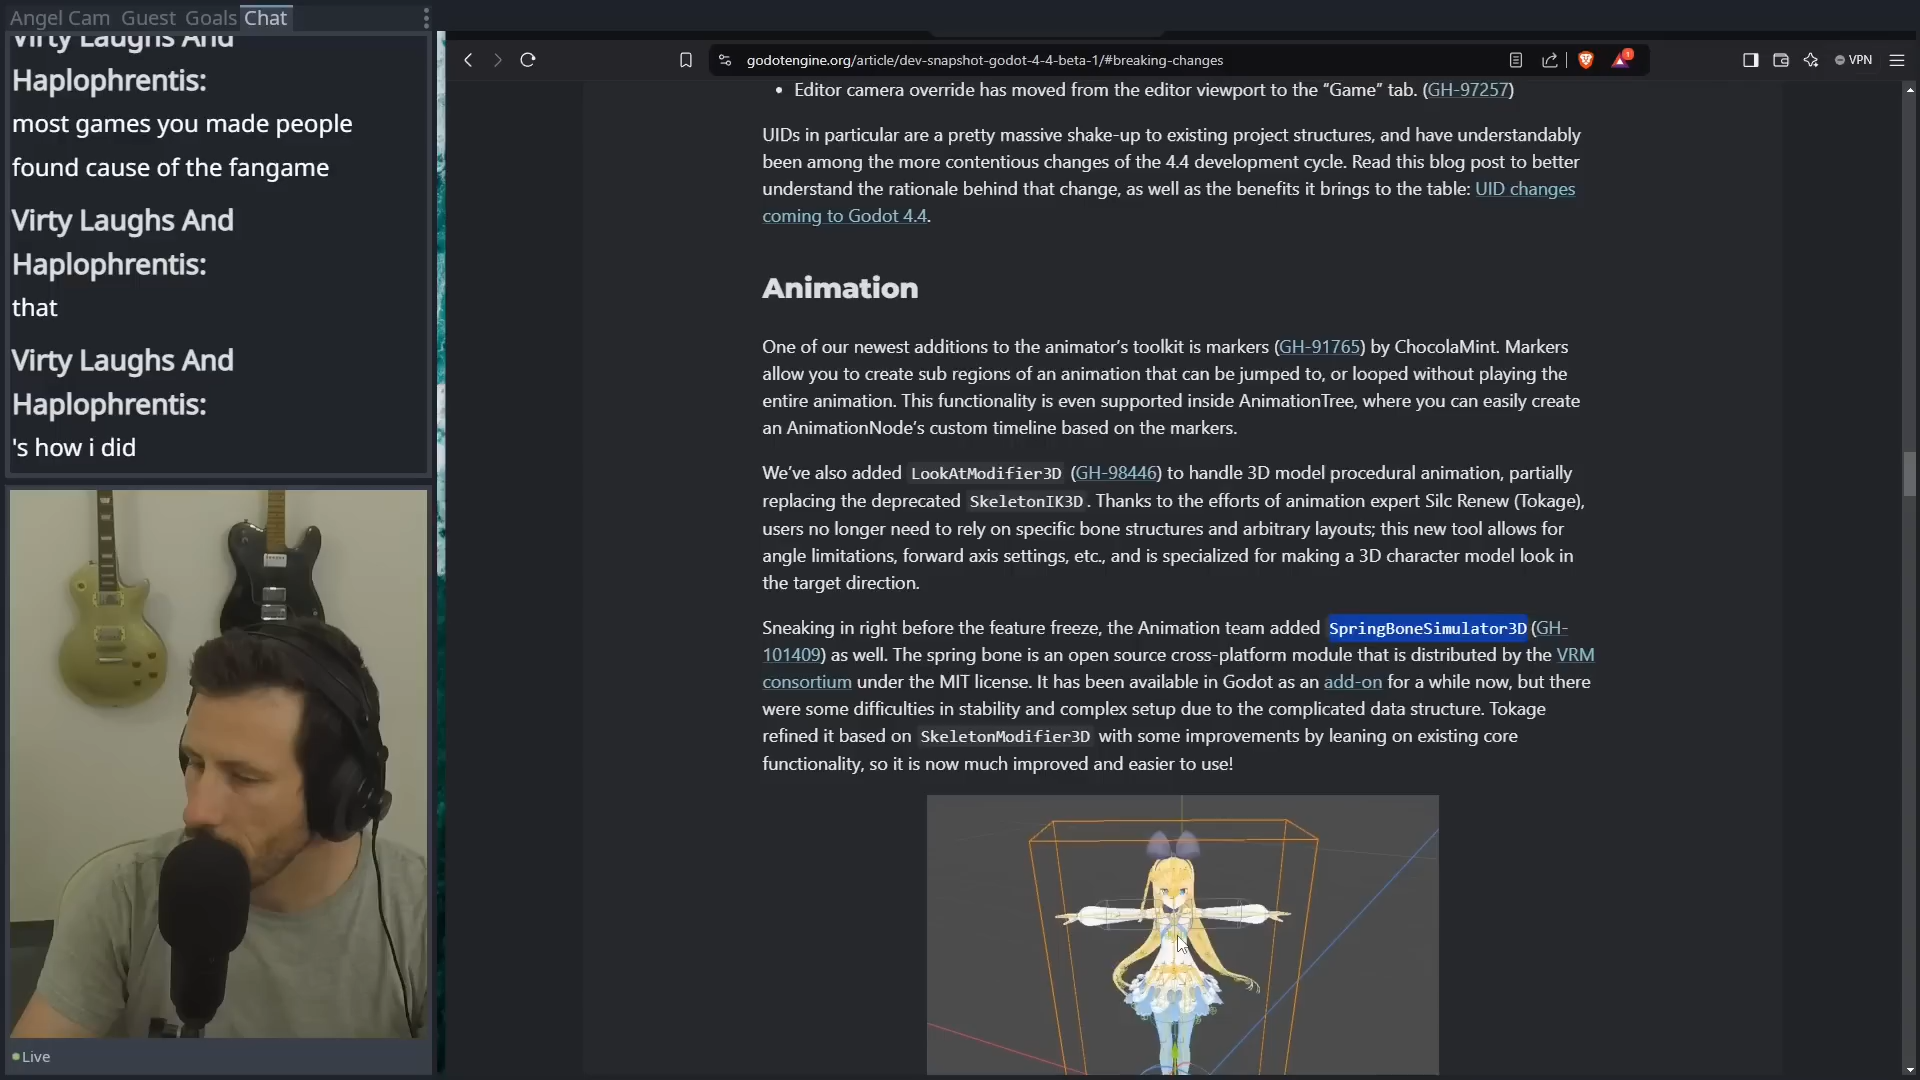 Angel Cam Guest Goals Chat
Virty Laughs And
Haplophrentis:
most games you made people
found cause of the fangame
Virty Laughs And
Haplophrentis:
that
Virty Laughs And
Haplophrentis:
's how i did
Live
godotengine.org/article/dev-snapshot-godot-4-4-beta-1/#breaking-changes
1
VPN
• Editor camera override has moved from the editor viewport to the “Game” tab. (GH-97257)
UIDs in particular are a pretty massive shake-up to existing project structures, and have understandably
been among the more contentious changes of the 4.4 development cycle. Read this blog post to better
understand the rationale behind that change, as well as the benefits it brings to the table: UID changes
coming to Godot 4.4.
Animation
One of our newest additions to the animator’s toolkit is markers (GH-91765) by ChocolaMint. Markers
allow you to create sub regions of an animation that can be jumped to, or looped without playing the
entire animation. This functionality is even supported inside AnimationTree, where you can easily create
an AnimationNode’s custom timeline based on the markers.
We’ve also added LookAtModifier3D (GH-98446) to handle 3D model procedural animation, partially
replacing the deprecated SkeletonIK3D. Thanks to the efforts of animation expert Silc Renew (Tokage),
users no longer need to rely on specific bone structures and arbitrary layouts; this new tool allows for
angle limitations, forward axis settings, etc., and is specialized for making a 3D character model look in
the target direction.
Sneaking in right before the feature freeze, the Animation team added SpringBoneSimulator3D (GH-
101409) as well. The spring bone is an open source cross-platform module that is distributed by the VRM
consortium under the MIT license. It has been available in Godot as an add-on for a while now, but there
were some difficulties in stability and complex setup due to the complicated data structure. Tokage
refined it based on SkeletonModifier3D with some improvements by leaning on existing core
functionality, so it is now much improved and easier to use!